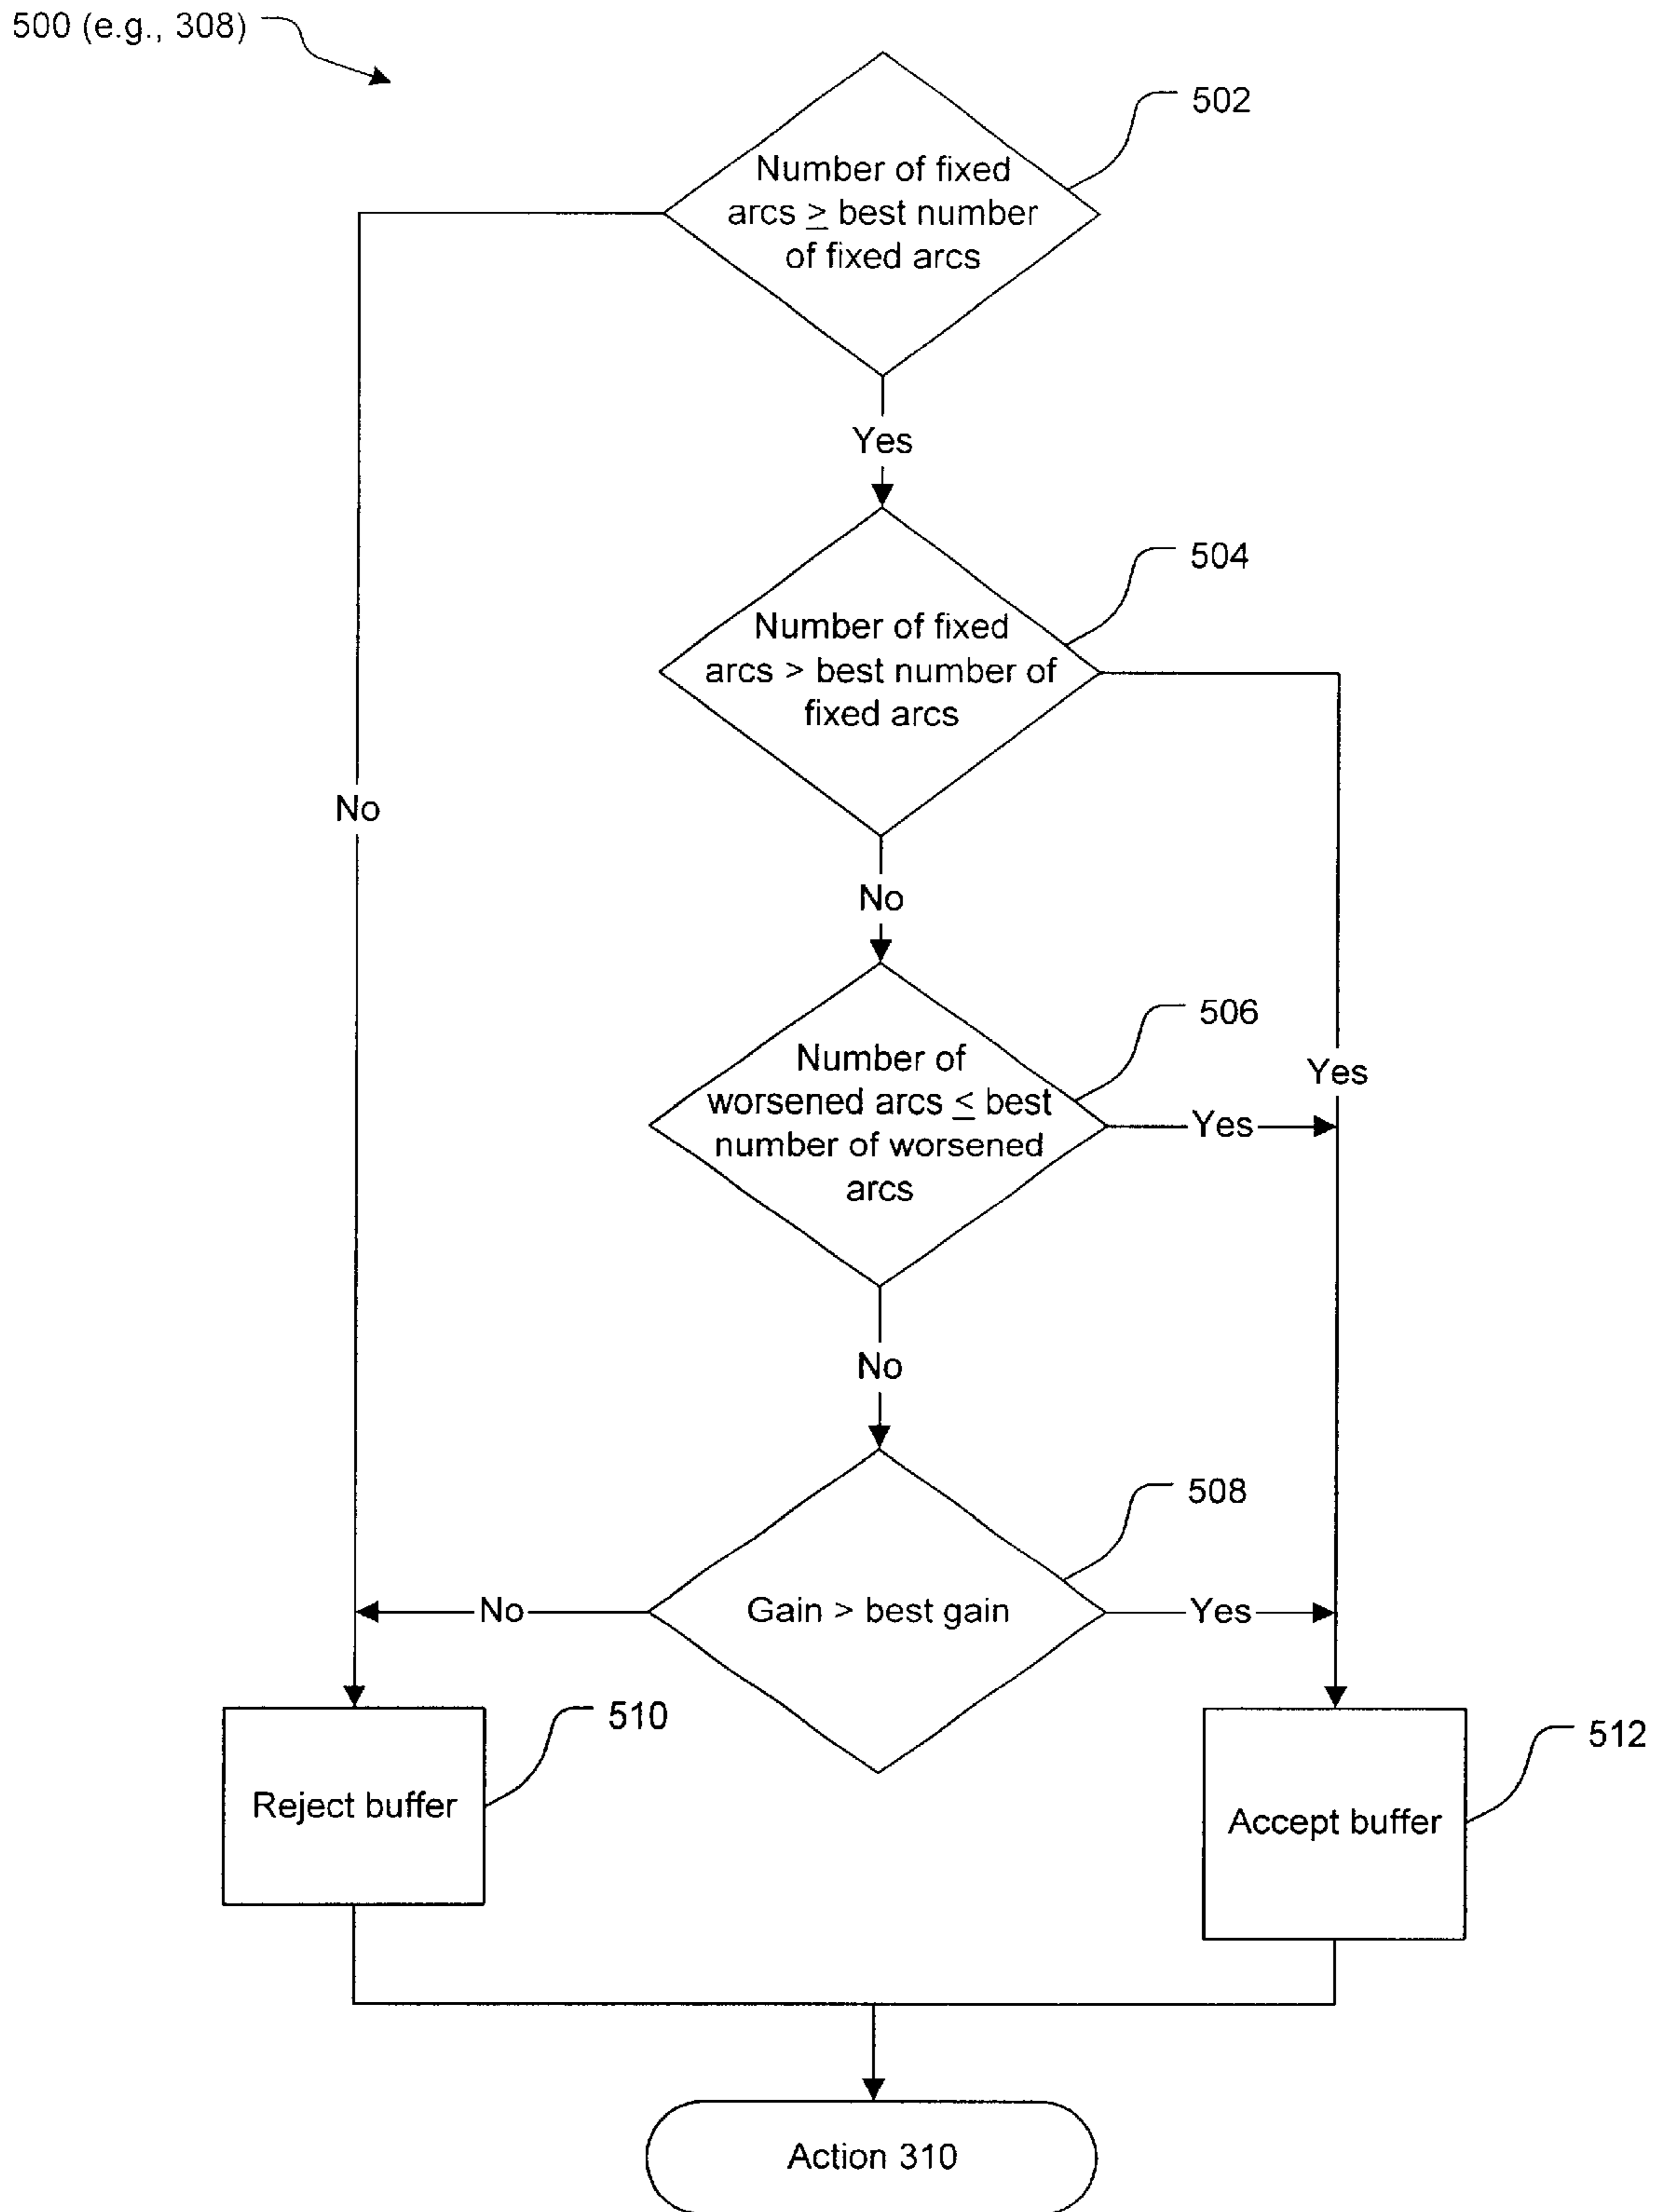 500 (e.g., 308)
502
Number of fixed
arcs ≥ best number
of fixed arcs
Yes
504
Number of fixed
arcs > best number of
fixed arcs
No
No
506
Number of
worsened arcs ≤ best
number of worsened
arcs
Yes
Yes
No
508
Gain > best gain
No
Yes
510
Reject buffer
512
Accept buffer
Action 310